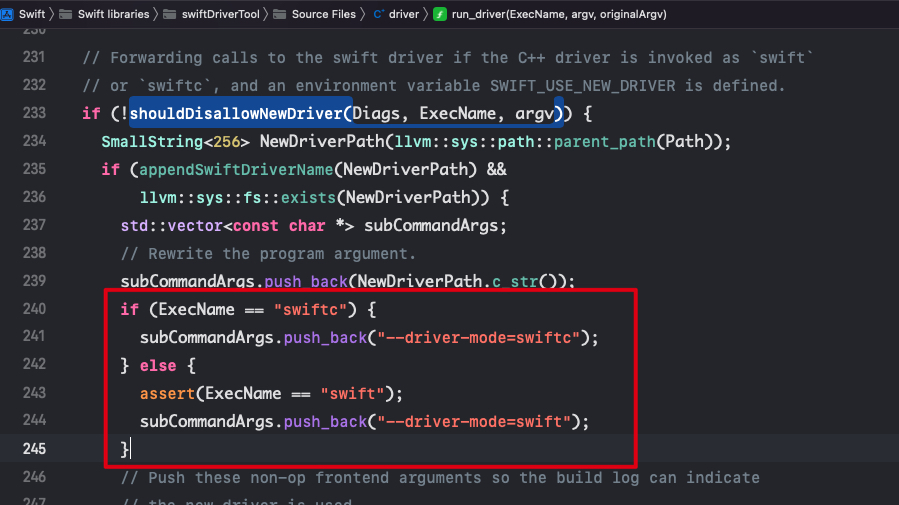 Swift 〉 Swift libraries 〉 swiftDriverTool 〉 Source Files 〉 C⁺ driver 〉 f run_driver(ExecName, argv, originalArgv)
230
231 // Forwarding calls to the swift driver if the C++ driver is invoked as `swift`
232 // or `swiftc`, and an environment variable SWIFT_USE_NEW_DRIVER is defined.
233 if (!shouldDisallowNewDriver(Diags, ExecName, argv)) {
234 SmallString<256> NewDriverPath(llvm::sys::path::parent_path(Path));
235 if (appendSwiftDriverName(NewDriverPath) &&
236 llvm::sys::fs::exists(NewDriverPath)) {
237 std::vector<const char *> subCommandArgs;
238 // Rewrite the program argument.
239 subCommandArgs.push_back(NewDriverPath.c_str());
240 if (ExecName == "swiftc") {
241 subCommandArgs.push_back("--driver-mode=swiftc");
242 } else {
243 assert(ExecName == "swift");
244 subCommandArgs.push_back("--driver-mode=swift");
245 }
246 // Push these non-op frontend arguments so the build log can indicate
247 // the new driver is used.